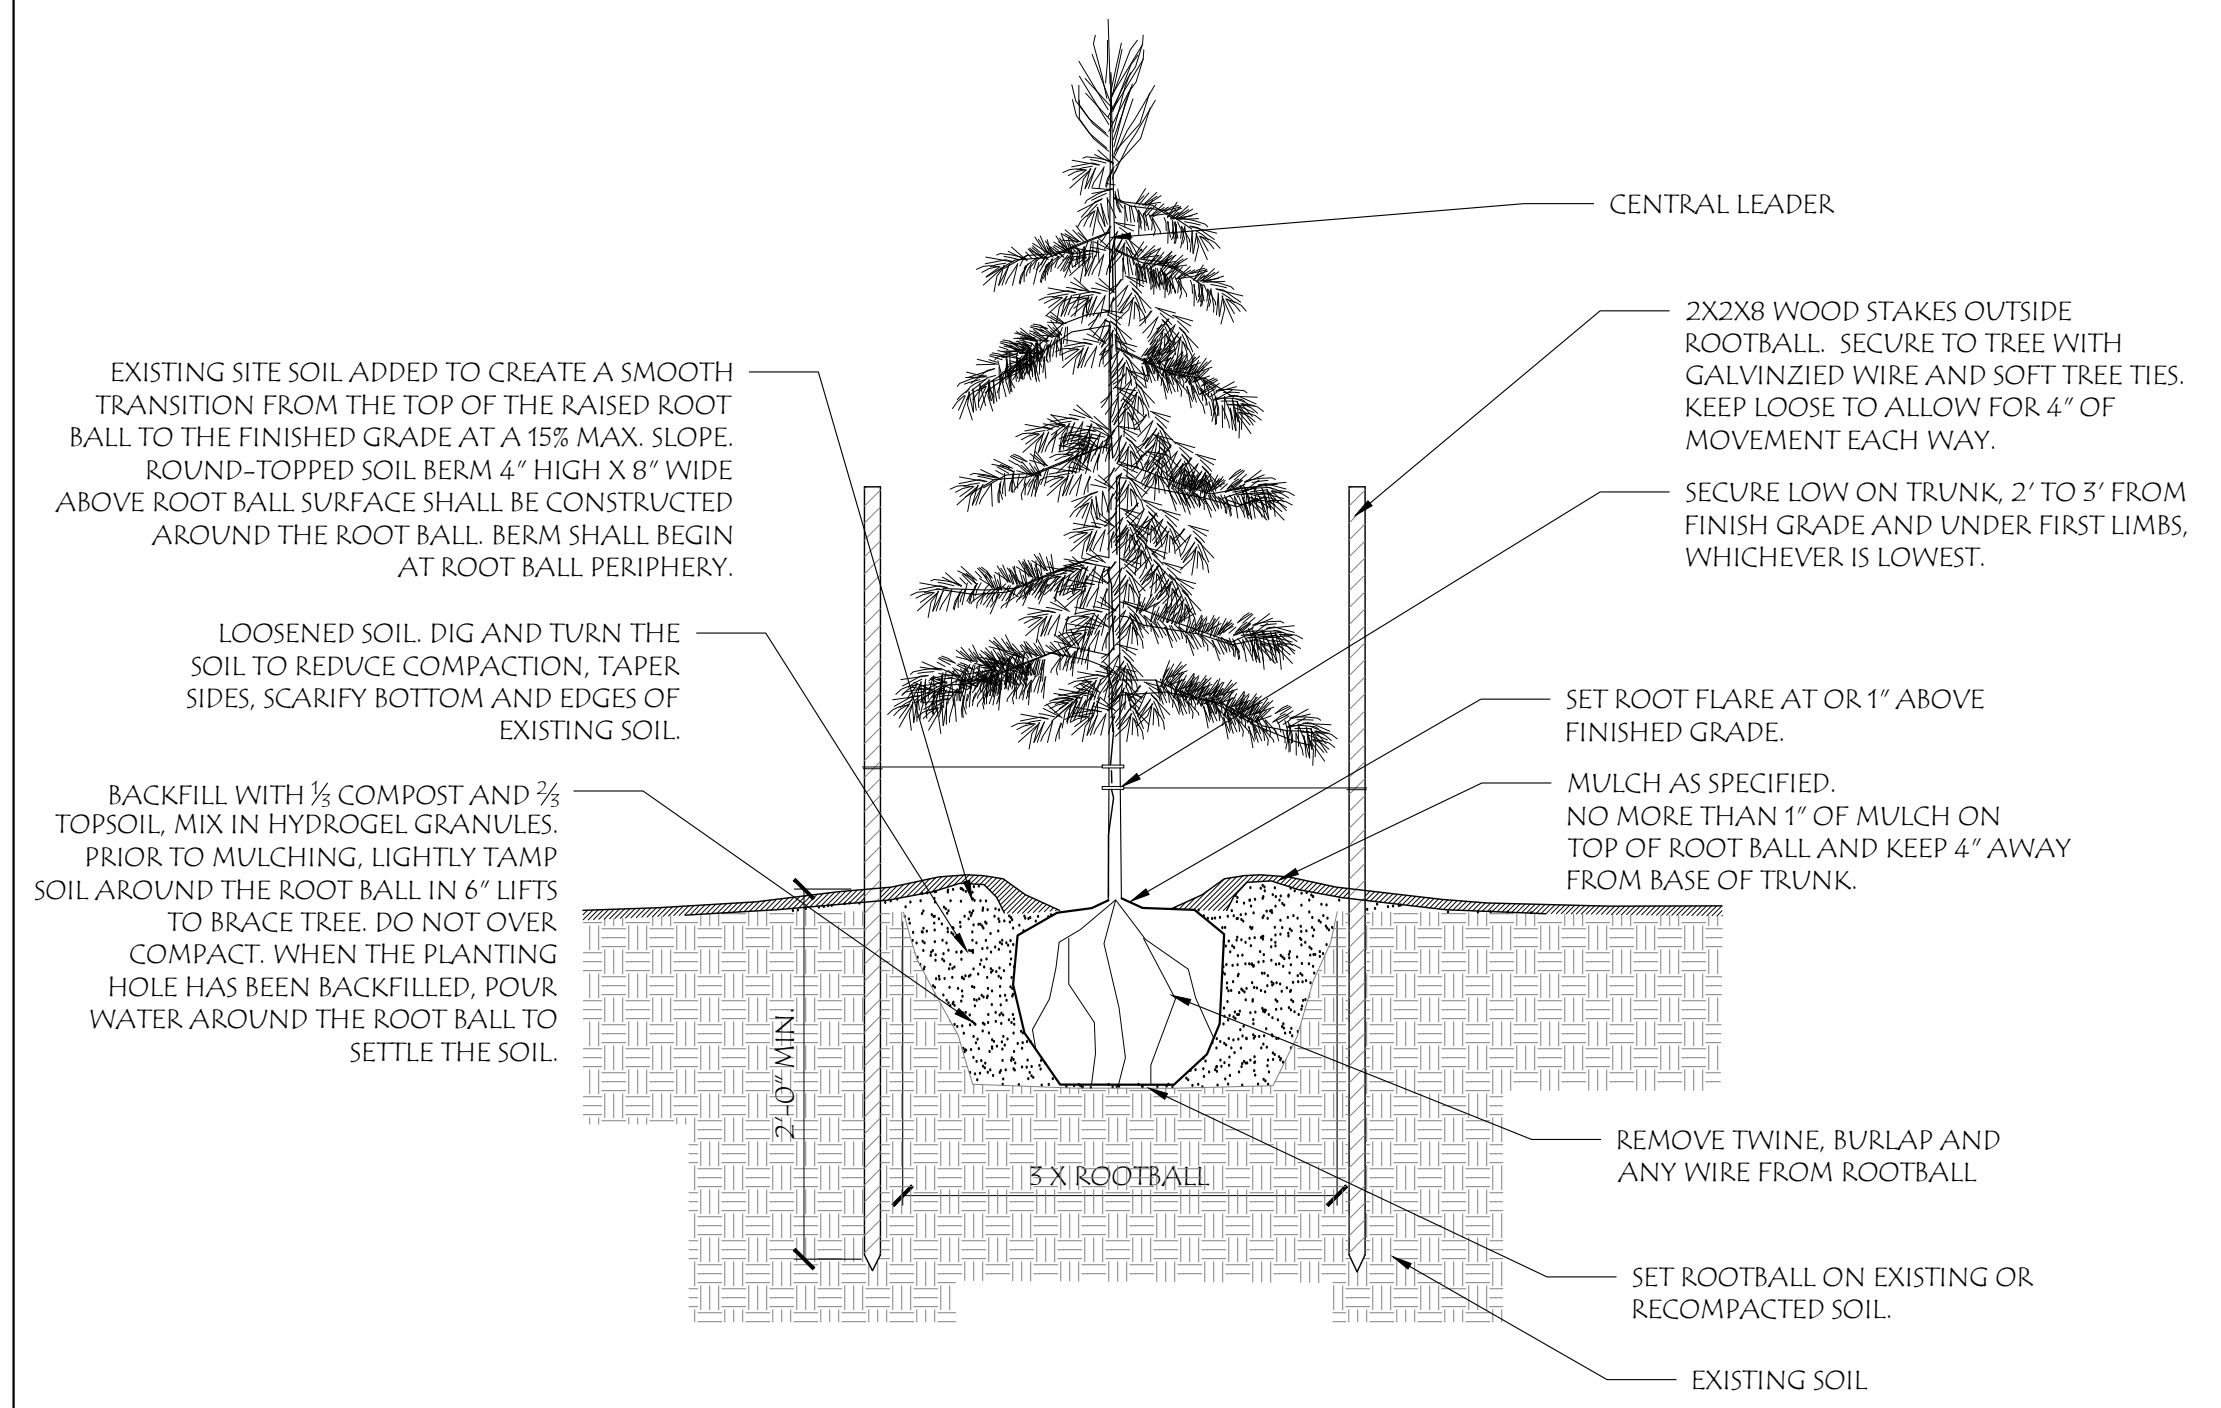 CENTRAL LEADER
2X2X8 WOOD STAKES OUTSIDE
ROOTBALL. SECURE TO TREE WITH
GALVINZIED WIRE AND SOFT TREE TIES.
KEEP LOOSE TO ALLOW FOR 4" OF
MOVEMENT EACH WAY.
EXISTING SITE SOIL ADDED TO CREATE A SMOOTH
TRANSITION FROM THE TOP OF THE RAISED ROOT
BALL TO THE FINISHED GRADE AT A 15% MAX. SLOPE.
ROUND-TOPPED SOIL BERM 4" HIGH X 8" WIDE
ABOVE ROOT BALL SURFACE SHALL BE CONSTRUCTED
AROUND THE ROOT BALL. BERM SHALL BEGIN
AT ROOT BALL PERIPHERY.
SECURE LOW ON TRUNK, 2' TO 3' FROM
FINISH GRADE AND UNDER FIRST LIMBS,
WHICHEVER IS LOWEST.
LOOSENED SOIL. DIG AND TURN THE
SOIL TO REDUCE COMPACTION, TAPER
SIDES, SCARIFY BOTTOM AND EDGES OF
EXISTING SOIL.
SET ROOT FLARE AT OR 1" ABOVE
FINISHED GRADE.
BACKFILL WITH ⅓ COMPOST AND ⅔
TOPSOIL, MIX IN HYDROGEL GRANULES.
PRIOR TO MULCHING, LIGHTLY TAMP
SOIL AROUND THE ROOT BALL IN 6" LIFTS
TO BRACE TREE. DO NOT OVER
COMPACT. WHEN THE PLANTING
HOLE HAS BEEN BACKFILLED, POUR
WATER AROUND THE ROOT BALL TO
SETTLE THE SOIL.
MULCH AS SPECIFIED.
NO MORE THAN 1" OF MULCH ON
TOP OF ROOT BALL AND KEEP 4" AWAY
FROM BASE OF TRUNK.
2'-0" MIN.
3 X ROOTBALL
REMOVE TWINE, BURLAP AND
ANY WIRE FROM ROOTBALL
SET ROOTBALL ON EXISTING OR
RECOMPACTED SOIL.
EXISTING SOIL